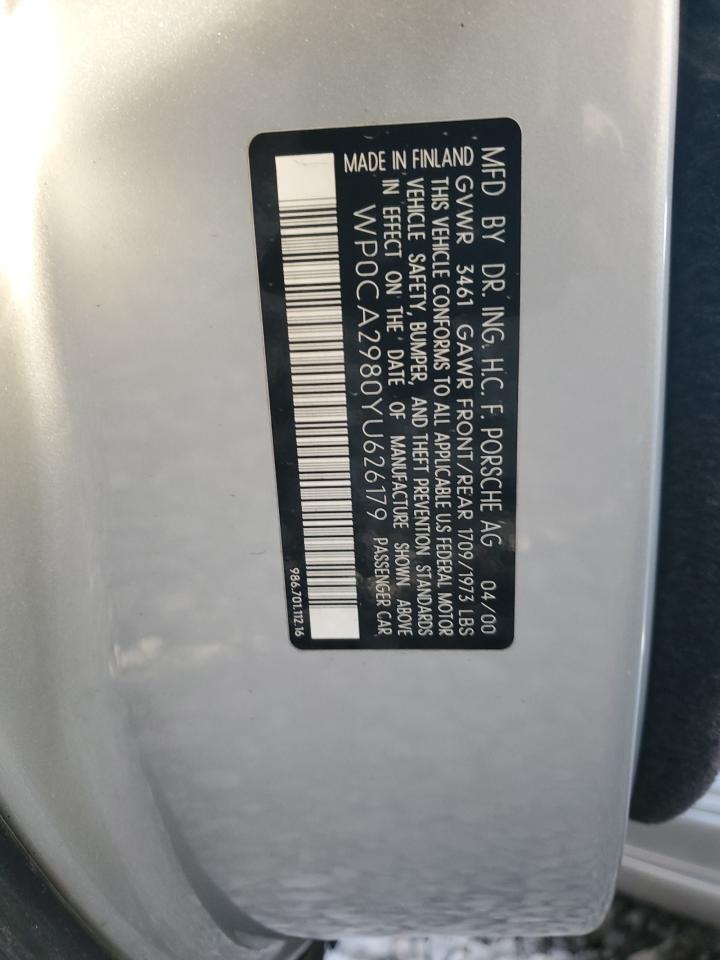 MFD BY DR. ING. H.C. F. PORSCHE AG 04/00
GVWR 3461 GAWR FRONT/REAR 1709/1973 LBS
THIS VEHICLE CONFORMS TO ALL APPLICABLE US FEDERAL MOTOR
VEHICLE SAFETY, BUMPER, AND THEFT PREVENTION STANDARDS
IN EFFECT ON THE DATE OF MANUFACTURE SHOWN ABOVE
MADE IN FINLAND
WP0CA2980YU626179 PASSENGER CAR
986.701.112.16